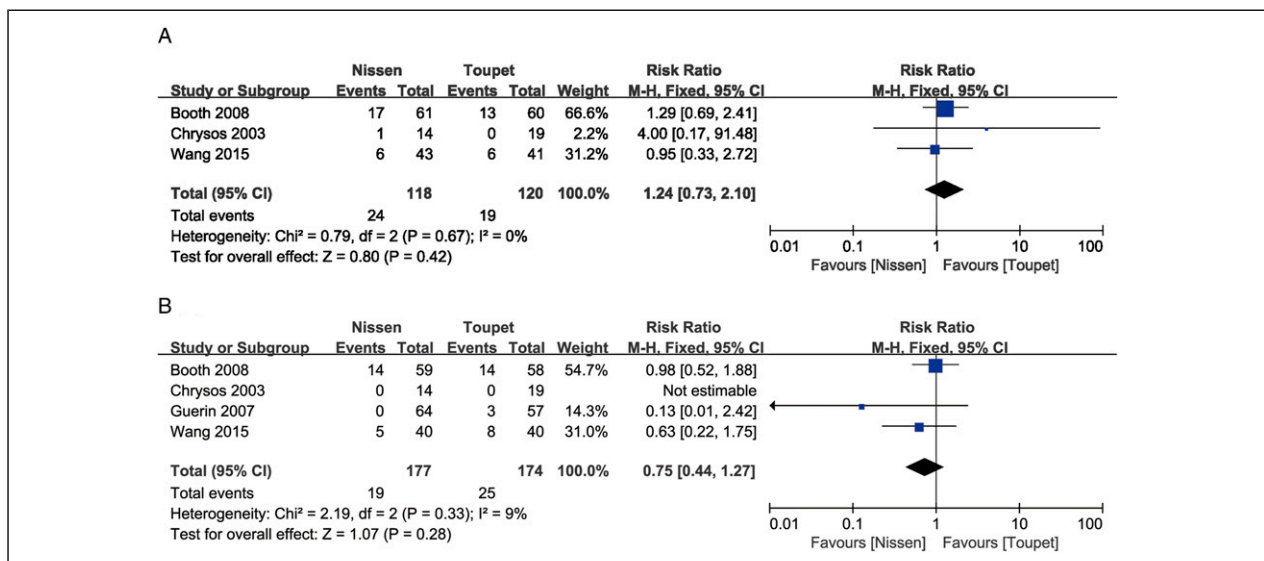 A
Nissen Toupet Risk Ratio Risk Ratio
Study or Subgroup Events Total Events Total Weight M-H, Fixed, 95% CI M-H, Fixed, 95% CI
Booth 2008 17 61 13 60 66.6% 1.29 [0.69, 2.41]
Chrysos 2003 1 14 0 19 2.2% 4.00 [0.17, 91.48]
Wang 2015 6 43 6 41 31.2% 0.95 [0.33, 2.72]
Total (95% CI) 118 120 100.0% 1.24 [0.73, 2.10]
Total events 24 19
Heterogeneity: Chi² = 0.79, df = 2 (P = 0.67); I² = 0%
Test for overall effect: Z = 0.80 (P = 0.42)
0.01 0.1 1 10 100
Favours [Nissen] Favours [Toupet]
B
Nissen Toupet Risk Ratio Risk Ratio
Study or Subgroup Events Total Events Total Weight M-H, Fixed, 95% CI M-H, Fixed, 95% CI
Booth 2008 14 59 14 58 54.7% 0.98 [0.52, 1.88]
Chrysos 2003 0 14 0 19 Not estimable
Guerin 2007 0 64 3 57 14.3% 0.13 [0.01, 2.42]
Wang 2015 5 40 8 40 31.0% 0.63 [0.22, 1.75]
Total (95% CI) 177 174 100.0% 0.75 [0.44, 1.27]
Total events 19 25
Heterogeneity: Chi² = 2.19, df = 2 (P = 0.33); I² = 9%
Test for overall effect: Z = 1.07 (P = 0.28)
0.01 0.1 1 10 100
Favours [Nissen] Favours [Toupet]